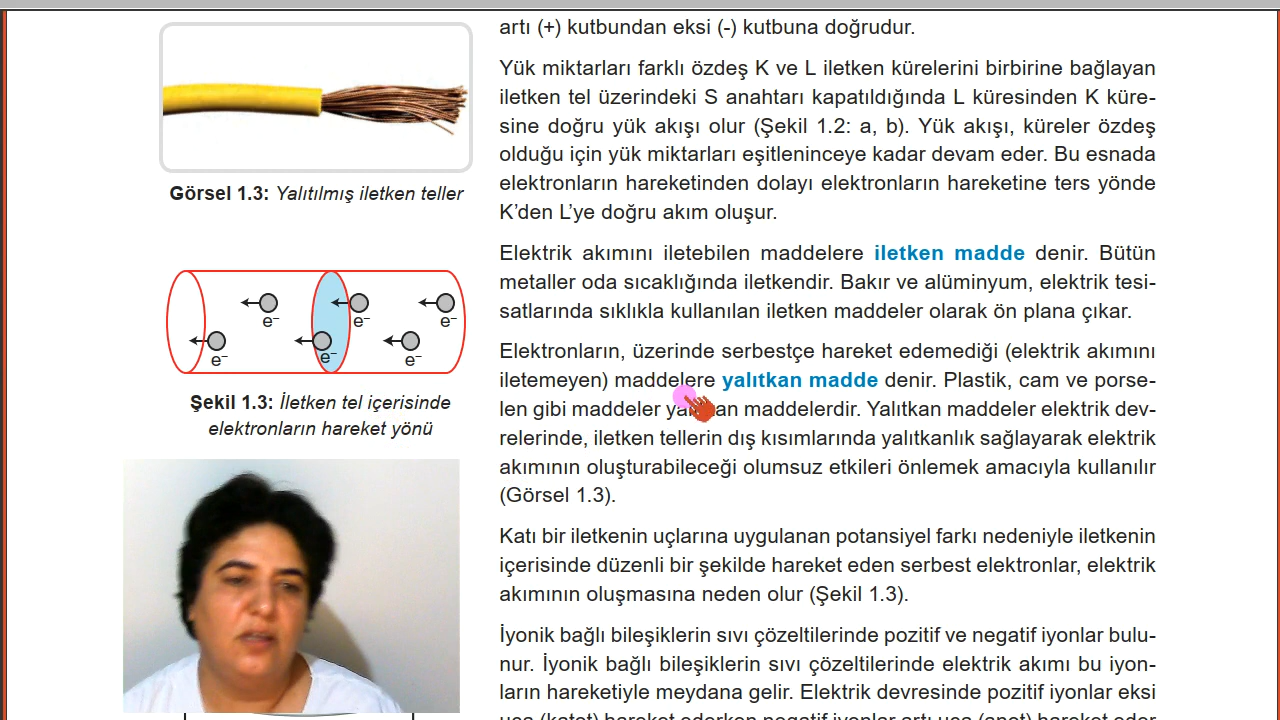 artı (+) kutbundan eksi (-) kutbuna doğrudur.
Yük miktarları farklı özdeş K ve L iletken kürelerini birbirine bağlayan
iletken tel üzerindeki S anahtarı kapatıldığında L küresinden K küre-
sine doğru yük akışı olur (Şekil 1.2: a, b). Yük akışı, küreler özdeş
olduğu için yük miktarları eşitleninceye kadar devam eder. Bu esnada
elektronların hareketinden dolayı elektronların hareketine ters yönde
K’den L’ye doğru akım oluşur.
Elektrik akımını iletebilen maddelere iletken madde denir. Bütün
metaller oda sıcaklığında iletkendir. Bakır ve alüminyum, elektrik tesi-
satlarında sıklıkla kullanılan iletken maddeler olarak ön plana çıkar.
Elektronların, üzerinde serbestçe hareket edemediği (elektrik akımını
iletemeyen) maddelere yalıtkan madde denir. Plastik, cam ve porse-
len gibi maddeler maddelerdir. Yalıtkan maddeler elektrik dev-
relerinde, iletken tellerin dış kısımlarında yalıtkanlık sağlayarak elektrik
akımının oluşturabileceği olumsuz etkileri önlemek amacıyla kullanılır
(Görsel 1.3).
Katı bir iletkenin uçlarına uygulanan potansiyel farkı nedeniyle iletkenin
içerisinde düzenli bir şekilde hareket eden serbest elektronlar, elektrik
akımının oluşmasına neden olur (Şekil 1.3).
İyonik bağlı bileşiklerin sıvı çözeltilerinde pozitif ve negatif iyonlar bulu-
nur. İyonik bağlı bileşiklerin sıvı çözeltilerinde elektrik akımı bu iyon-
ların hareketiyle meydana gelir. Elektrik devresinde pozitif iyonlar eksi
Görsel 1.3: Yalıtılmış iletken teller
e⁻ e⁻ e⁻
e⁻ e⁻ e⁻
Şekil 1.3: İletken tel içerisinde
elektronların hareket yönü